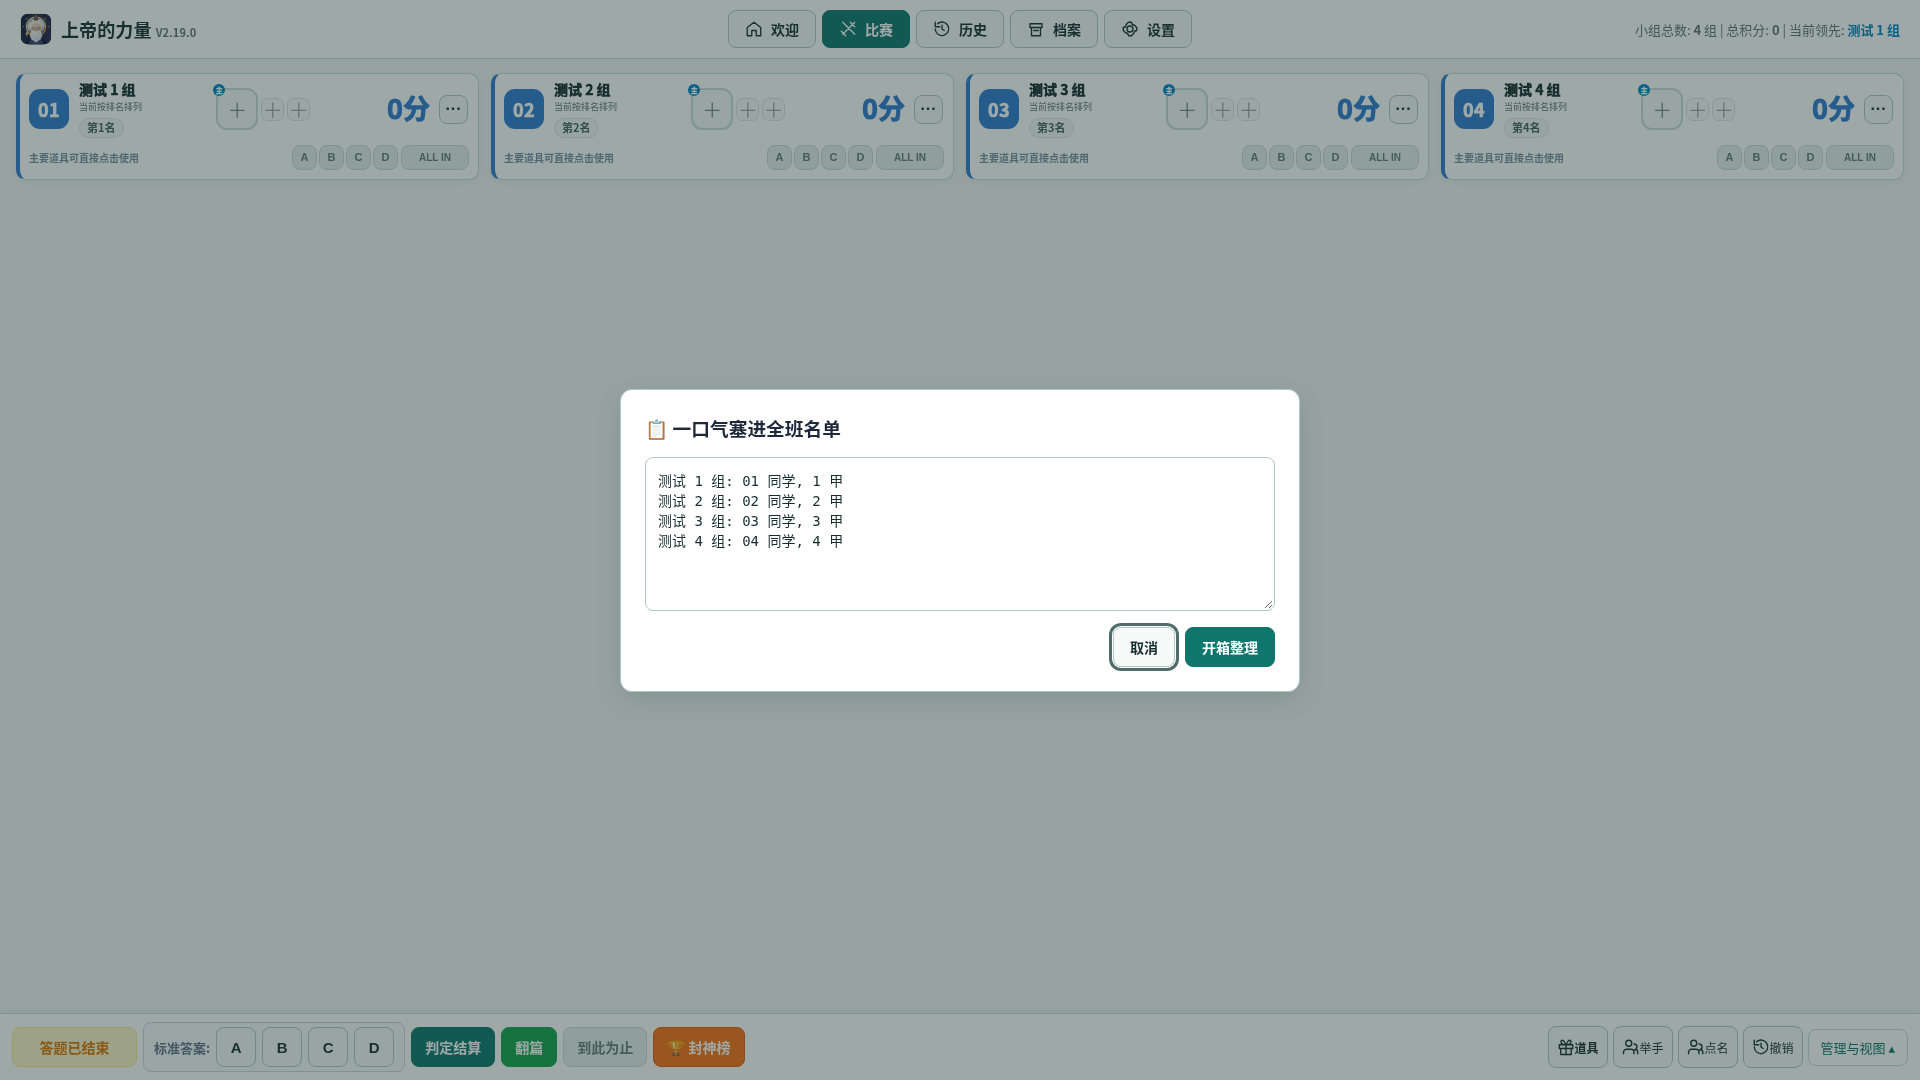 上帝的力量 V2.19.0
欢迎
比赛
历史
档案
设置
小组总数: 4 组 | 总积分: 0 | 当前领先: 测试 1 组
01
测试 1 组
当前按排名排列
第1名
主
0分
...
主要道具可直接点击使用
A B C D ALL IN
02
测试 2 组
当前按排名排列
第2名
主
0分
...
主要道具可直接点击使用
A B C D ALL IN
03
测试 3 组
当前按排名排列
第3名
主
0分
...
主要道具可直接点击使用
A B C D ALL IN
04
测试 4 组
当前按排名排列
第4名
主
0分
...
主要道具可直接点击使用
A B C D ALL IN
📋 一口气塞进全班名单
测试 1 组: 01 同学, 1 甲
测试 2 组: 02 同学, 2 甲
测试 3 组: 03 同学, 3 甲
测试 4 组: 04 同学, 4 甲
取消
开箱整理
答题已结束
标准答案: A B C D
判定结算
翻篇
到此为止
🏆 封神榜
道具
举手
点名
撤销
管理与视图 ▴